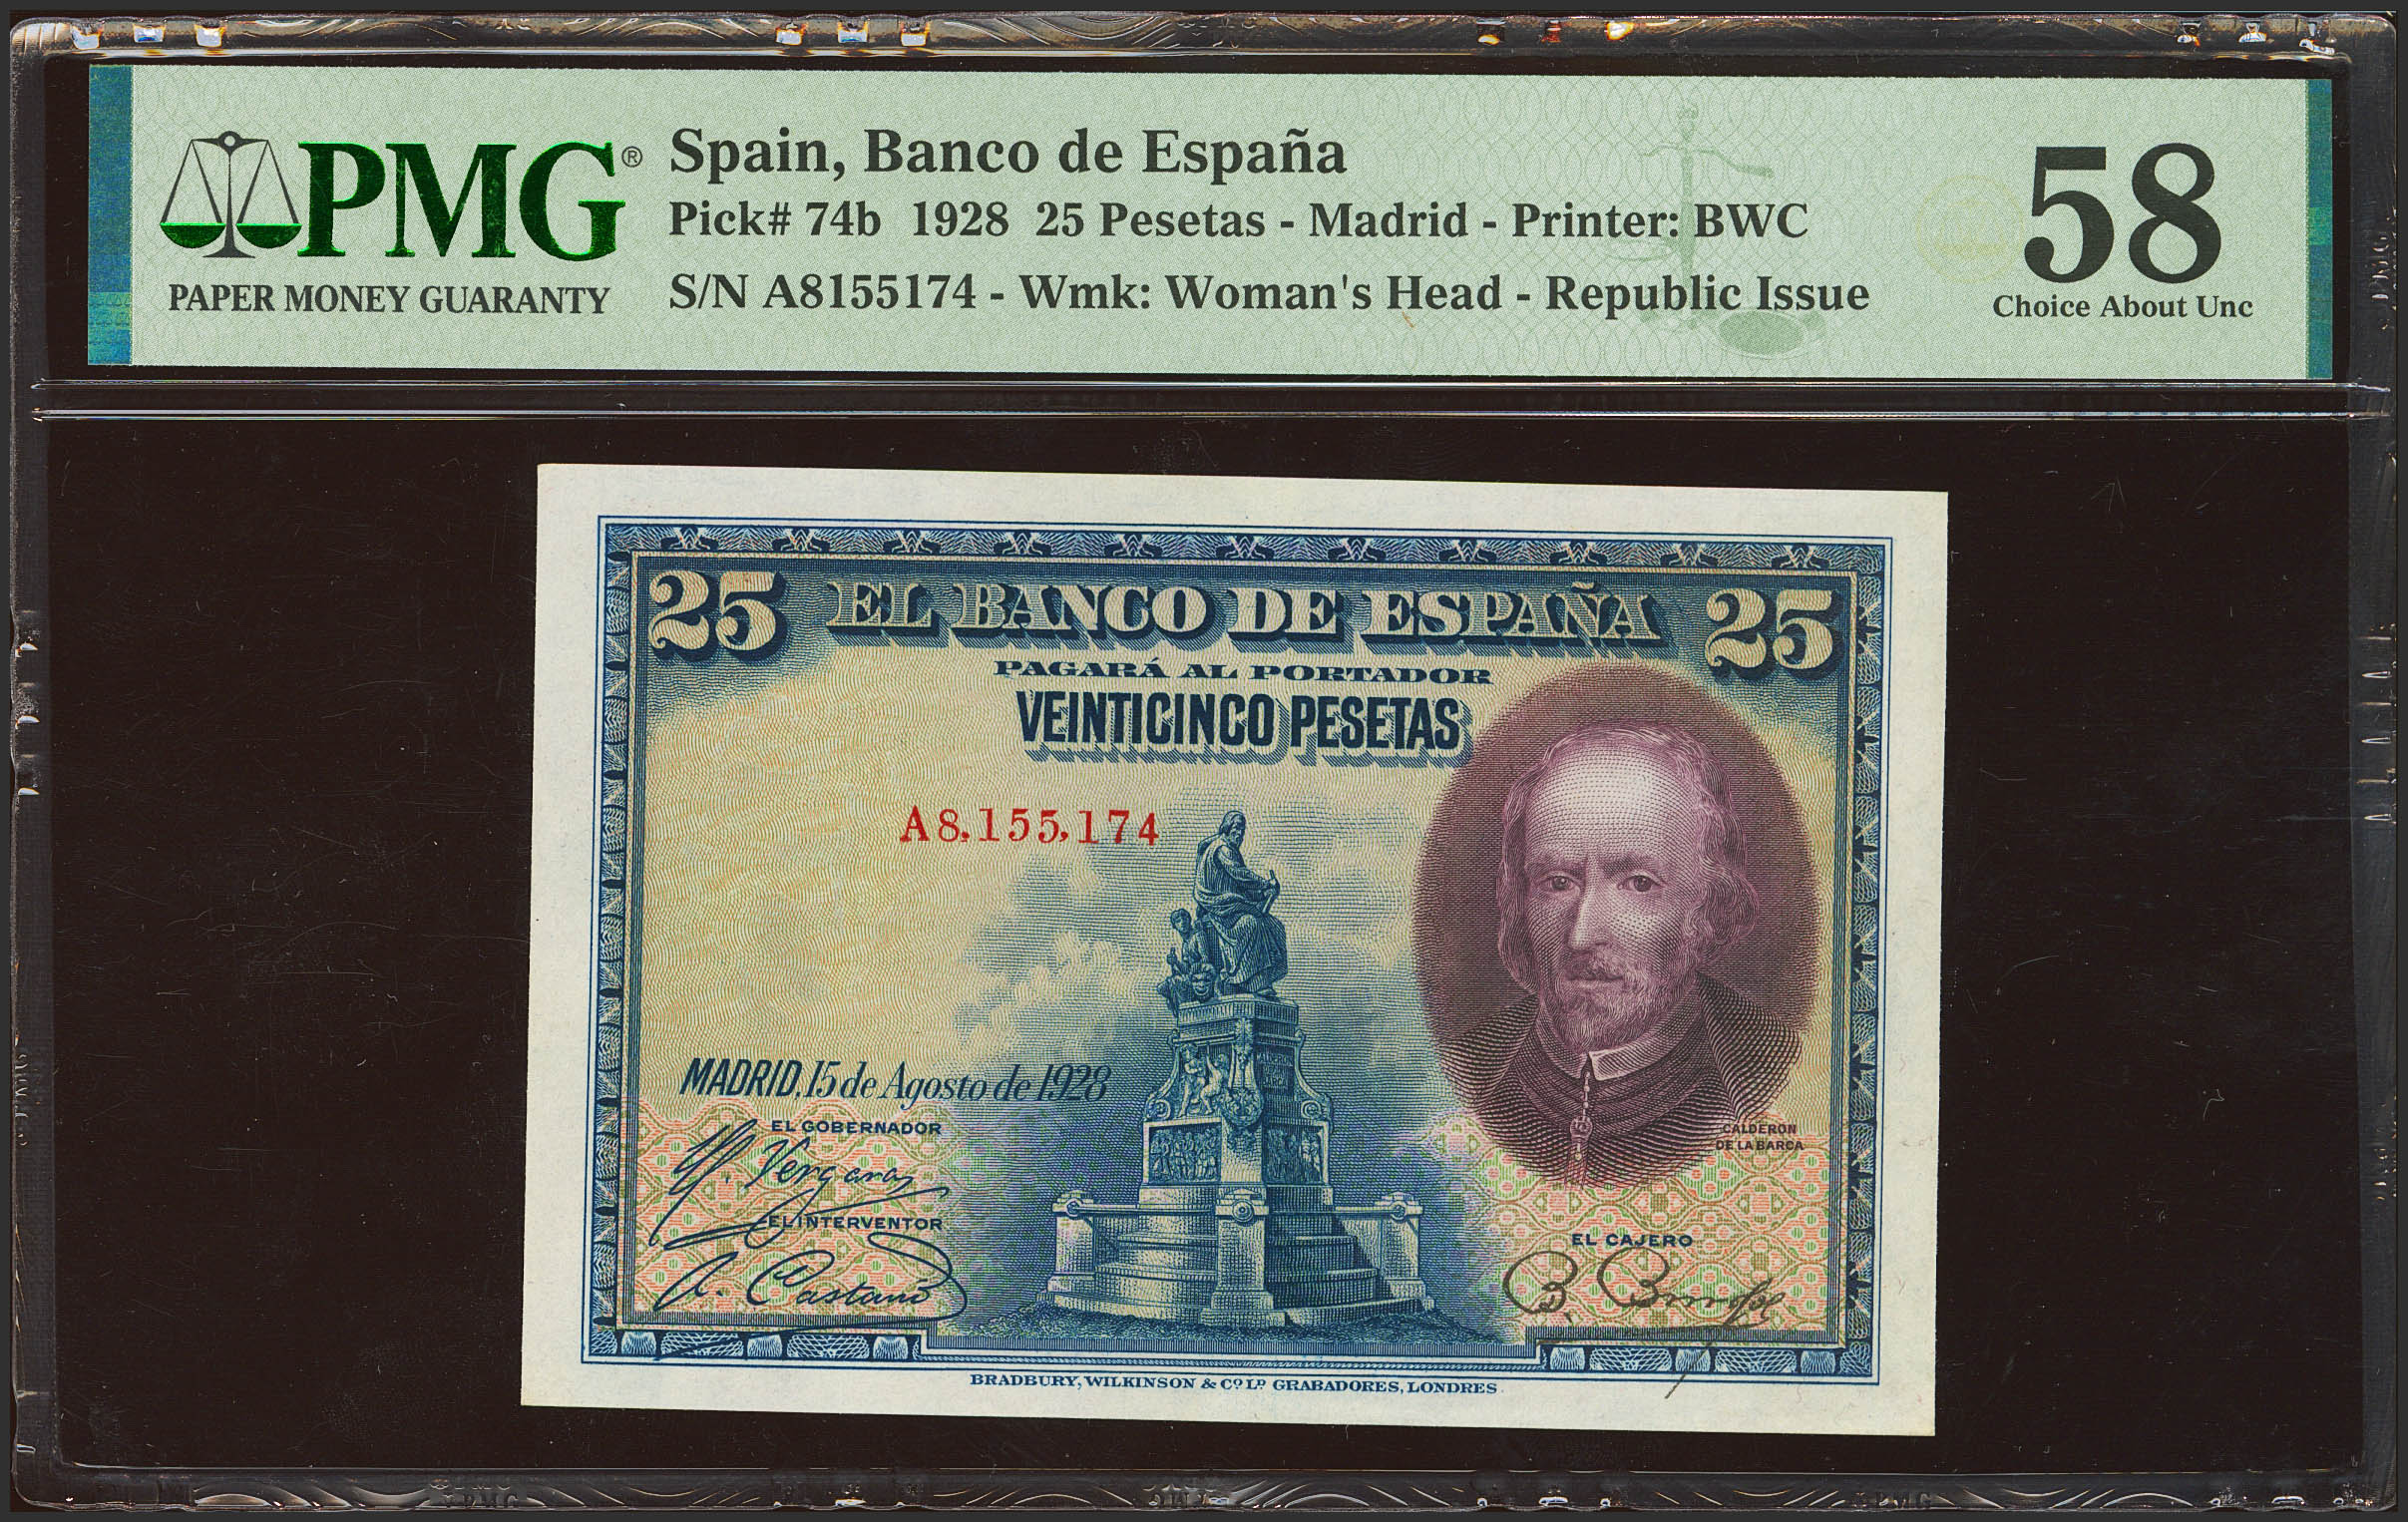 PMG®
PAPER MONEY GUARANTY
Spain, Banco de España
Pick# 74b 1928 25 Pesetas - Madrid - Printer: BWC
S/N A8155174 - Wmk: Woman's Head - Republic Issue
58
Choice About Unc
25 EL BANCO DE ESPAÑA 25
PAGARÁ AL PORTADOR
VEINTICINCO PESETAS
A8,155,174
MADRID, 15 de Agosto de 1928
EL GOBERNADOR
Vergara
CALDERON
DE LA BARCA
EL INTERVENTOR
EL CAJERO
BRADBURY, WILKINSON & Cº Lᴰ GRABADORES, LONDRES